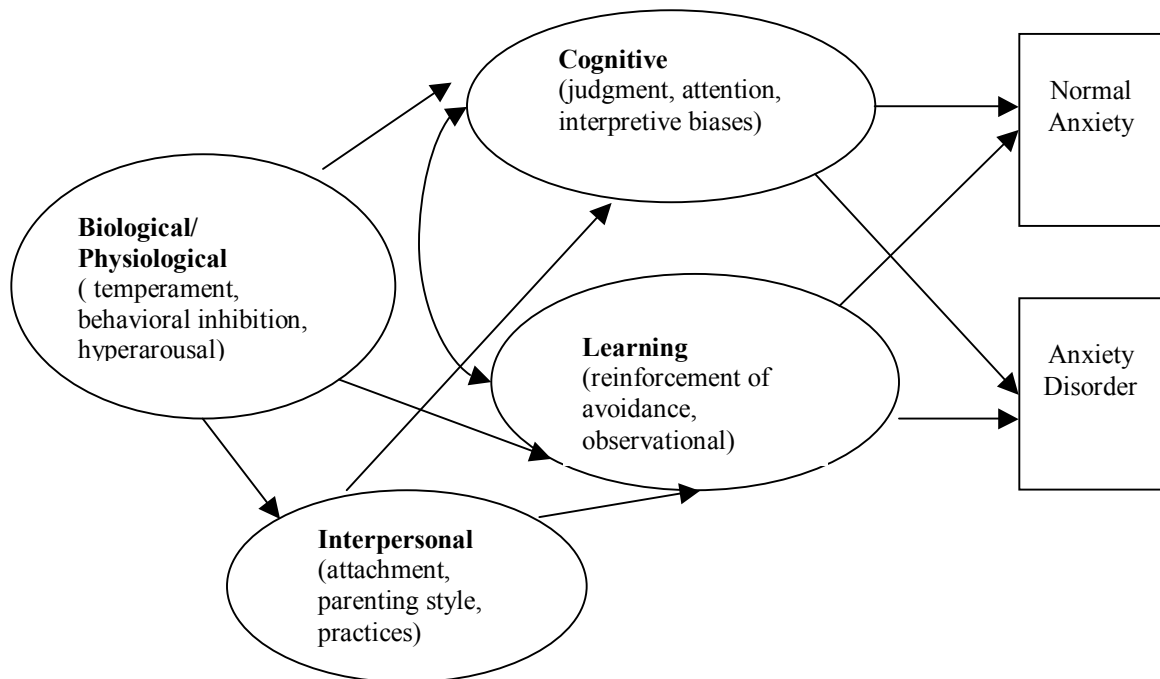 Cognitive
(judgment, attention,
interpretive biases)
Normal
Anxiety
Biological/
Physiological
( temperament,
behavioral inhibition,
hyperarousal)
Learning
(reinforcement of
avoidance,
observational)
Anxiety
Disorder
Interpersonal
(attachment,
parenting style,
practices)